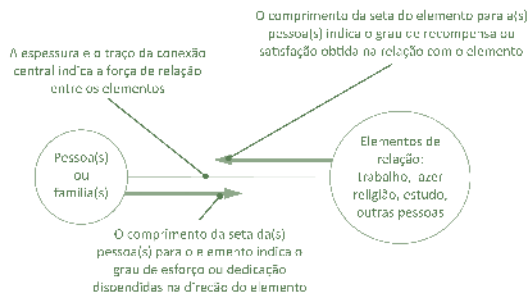 O comprimento da seta do elemento para a(s)
pessoa(s) indica o grau de recompensa ou
satisfação obtida na relação com o elemento
A espessura e o traço da conexão
central indica a força de relação
entre os elementos
Pessoa(s)
ou
família(s)
Elementos de
relação:
trabalho, lazer
religião, estudo,
outras pessoas
O comprimento da seta da(s)
pessoa(s) para o elemento indica o
grau de esforço ou dedicação
dispendidas na direção do elemento